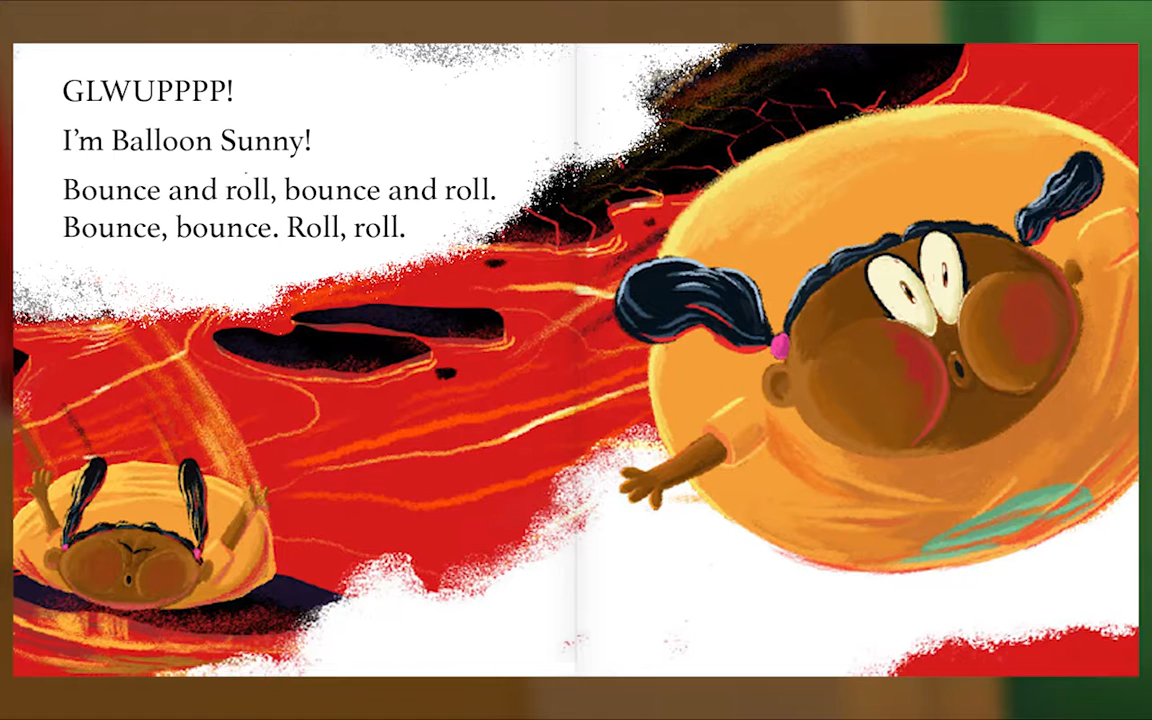 GLWUPPPP!
I'm Balloon Sunny!
Bounce and roll, bounce and roll.
Bounce, bounce. Roll, roll.